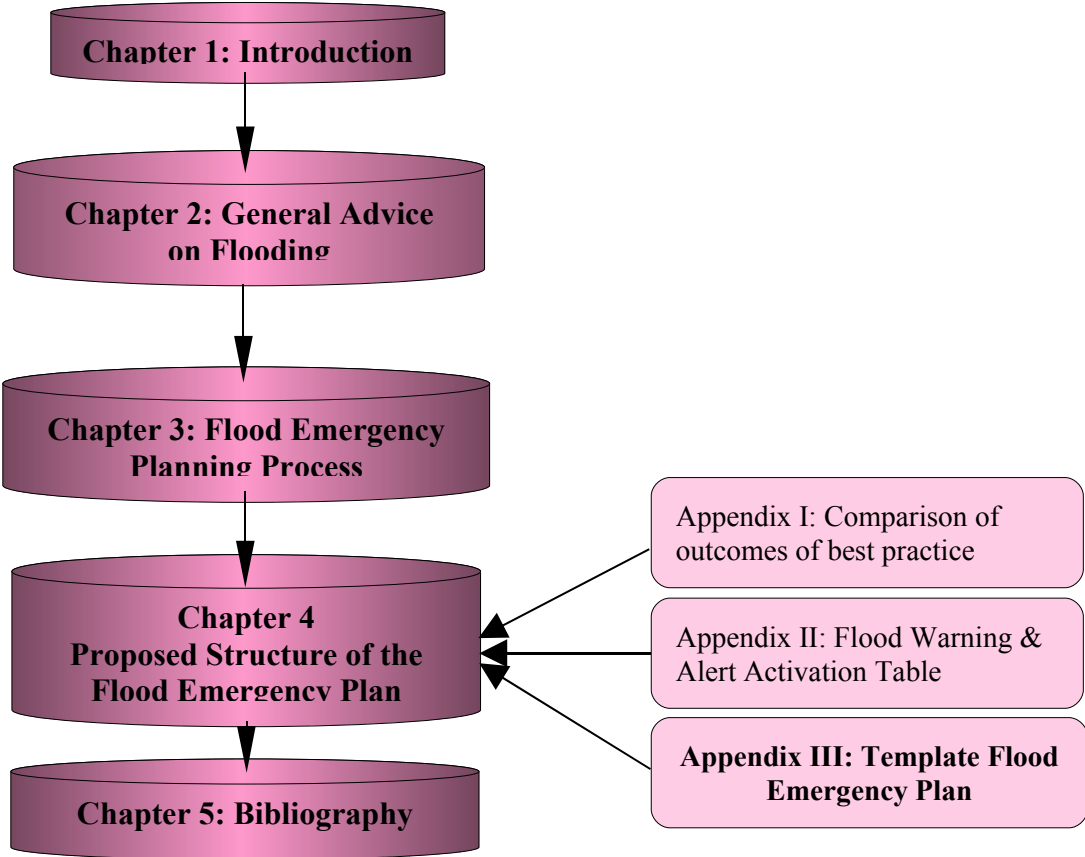 Chapter 1: Introduction
Chapter 2: General Advice
on Flooding
Chapter 3: Flood Emergency
Planning Process
Chapter 4
Proposed Structure of the
Flood Emergency Plan
Chapter 5: Bibliography
Appendix I: Comparison of
outcomes of best practice
Appendix II: Flood Warning &
Alert Activation Table
Appendix III: Template Flood
Emergency Plan